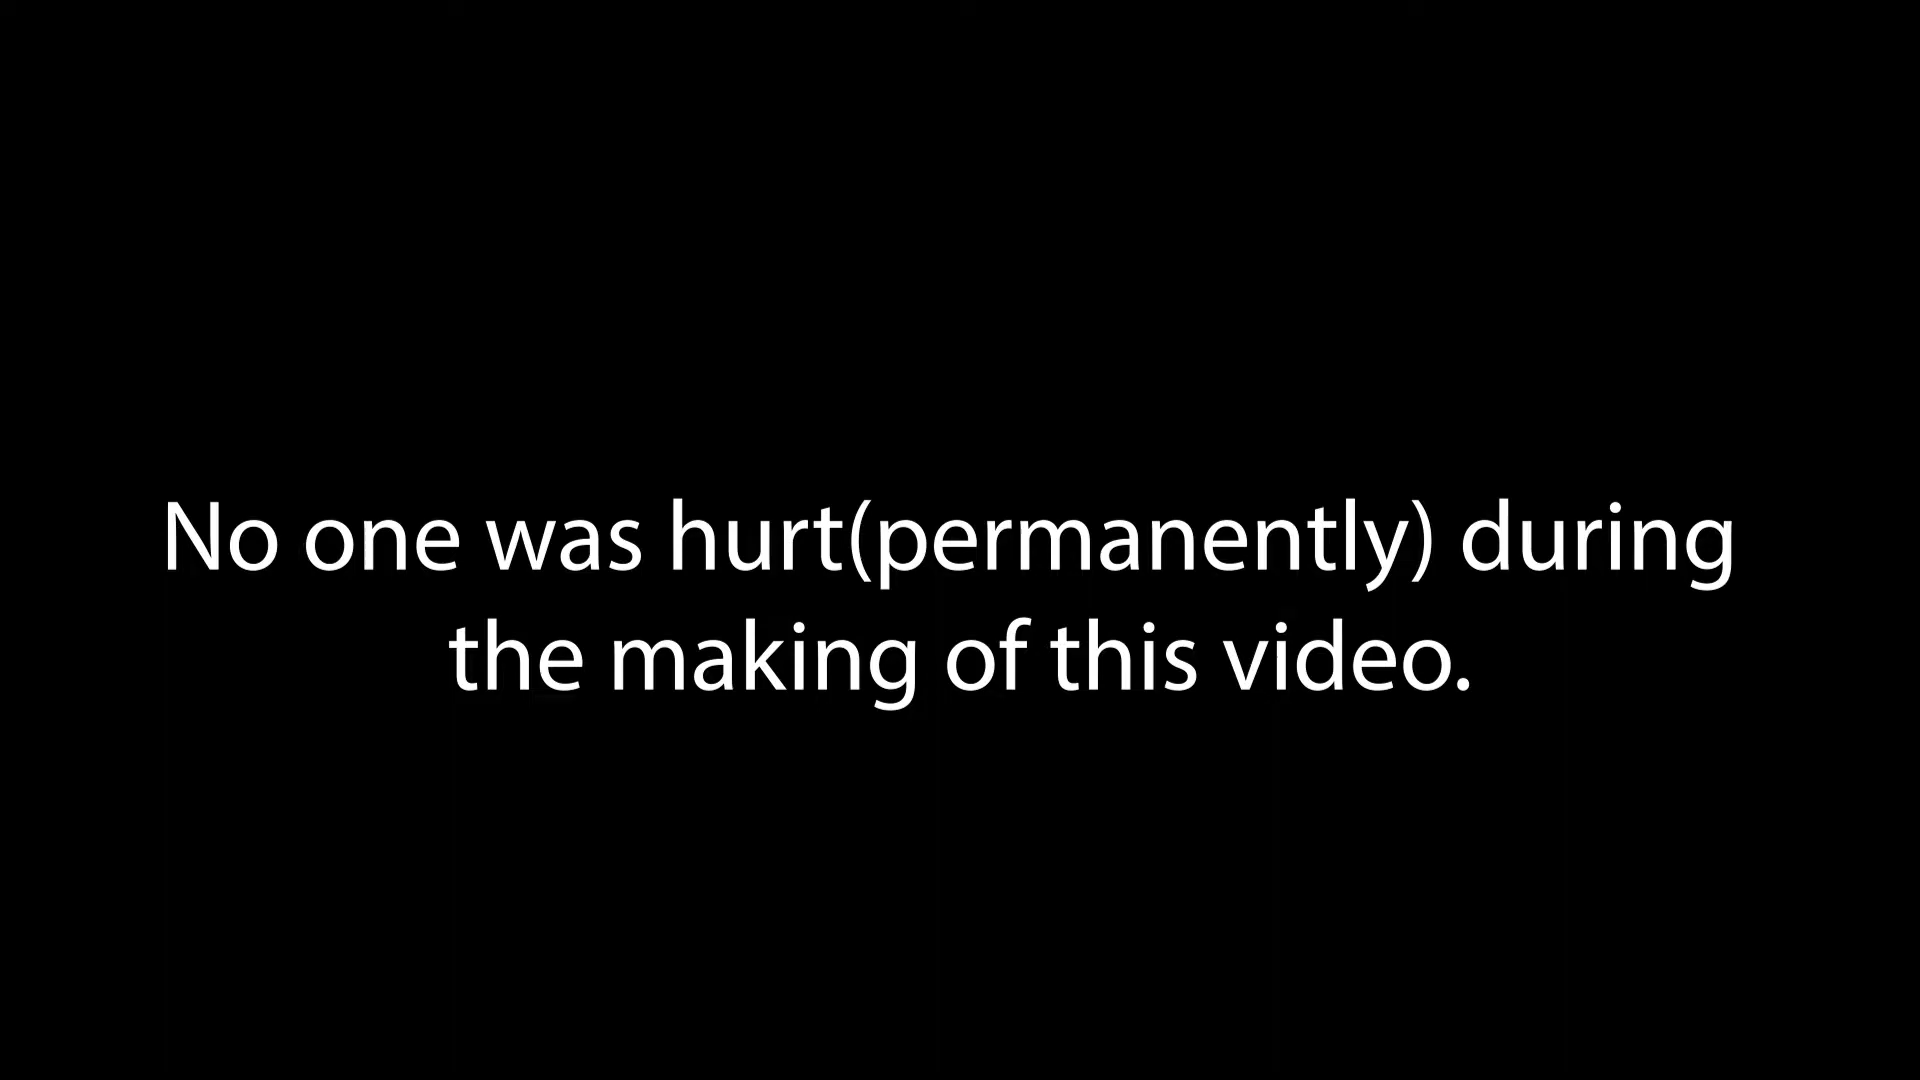 No one was hurt(permanently) during
the making of this video.